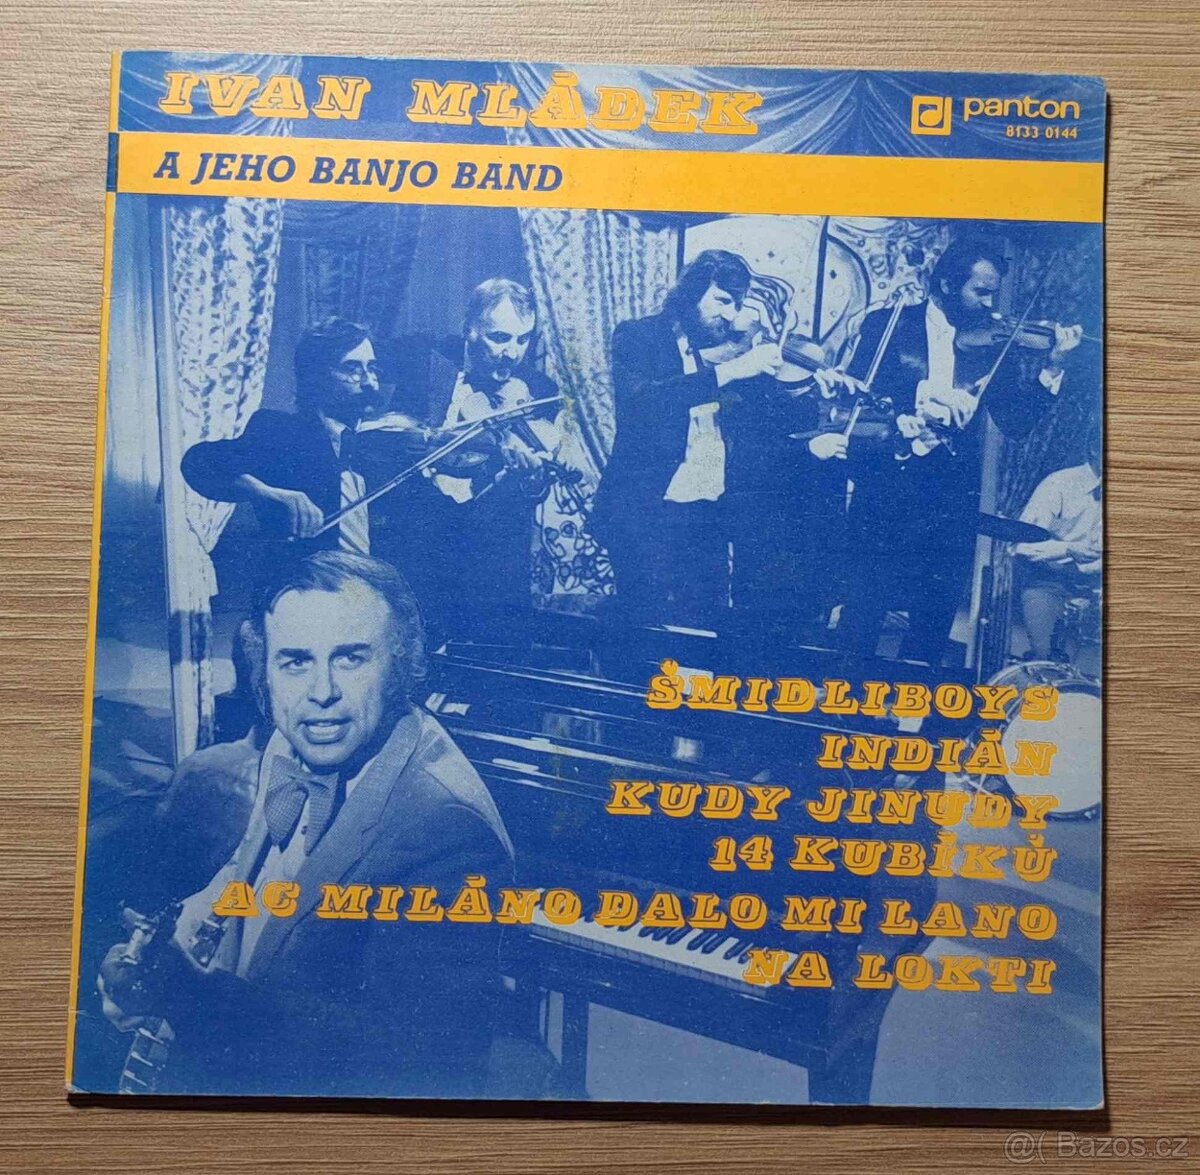 IVAN MLÁDEK
panton
8133 0144
A JEHO BANJO BAND
ŠMIDLIBOYS
INDIÁN
KUDY JINUDY
14 KUBÍKŮ
AC MILÁNO DALO MI LANO
NA LOKTI
@( Bazos.cz